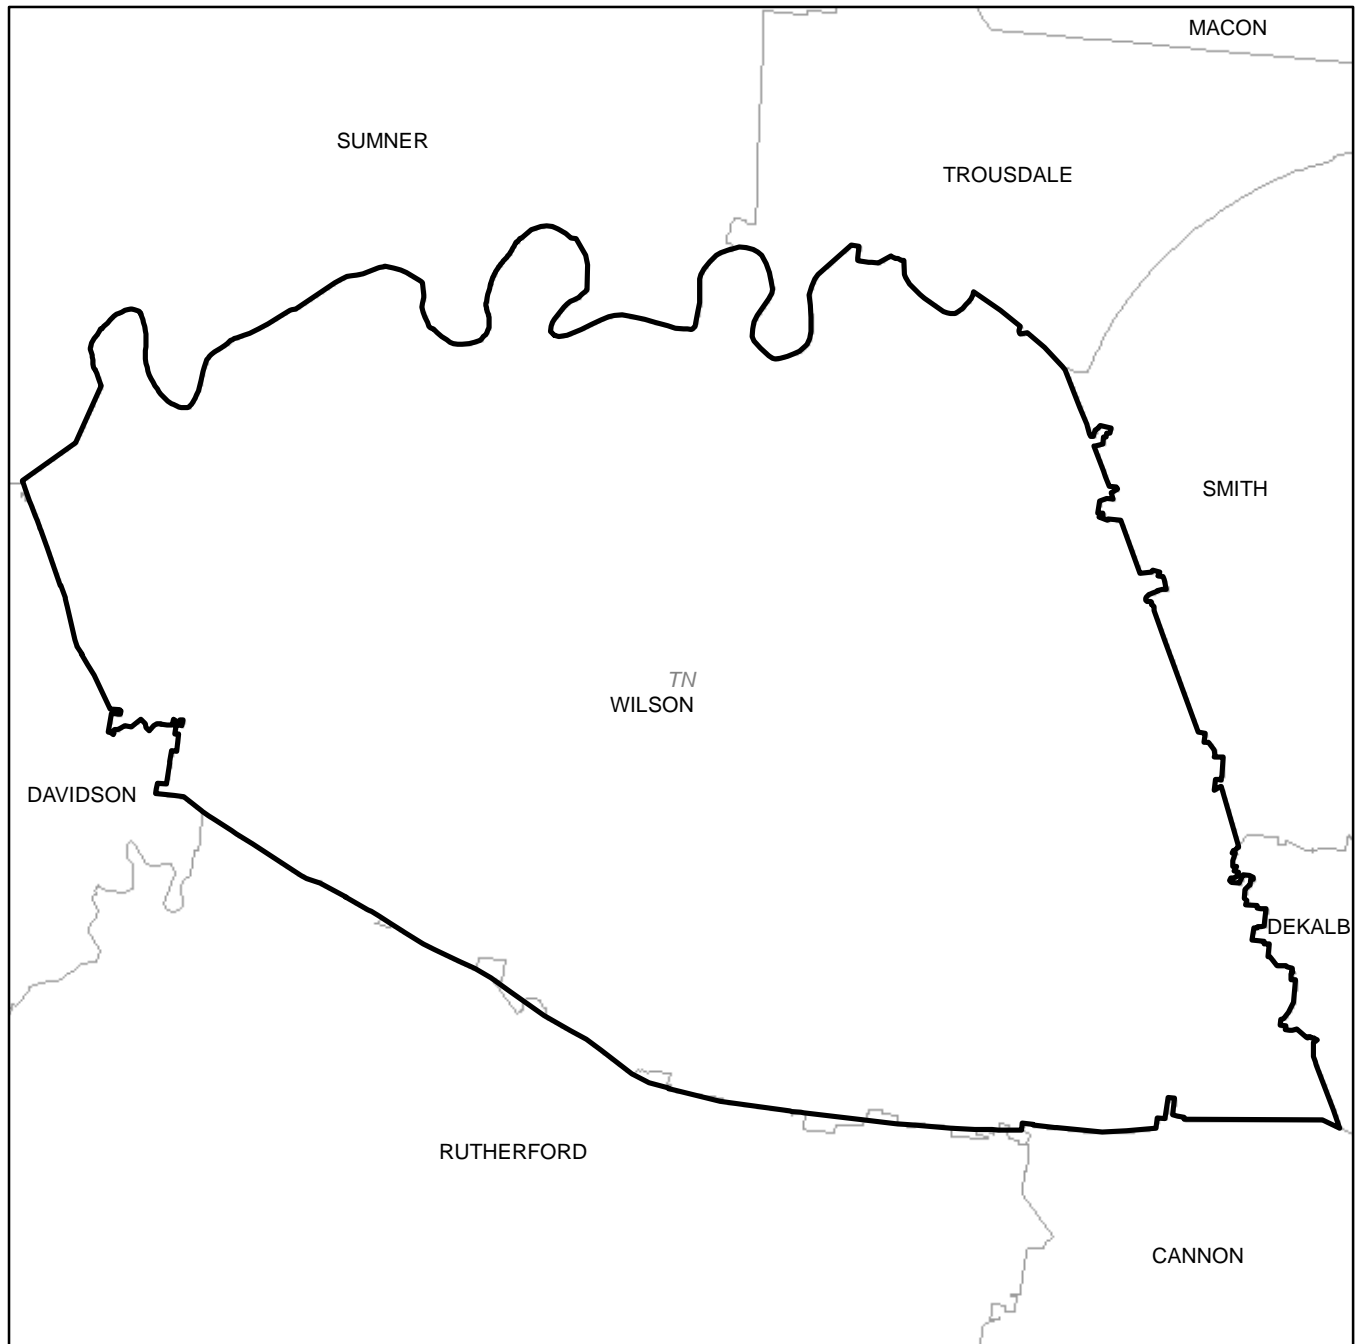 MACON
SUMNER
TROUSDALE
SMITH
TN
WILSON
DAVIDSON
DEKALB
RUTHERFORD
CANNON